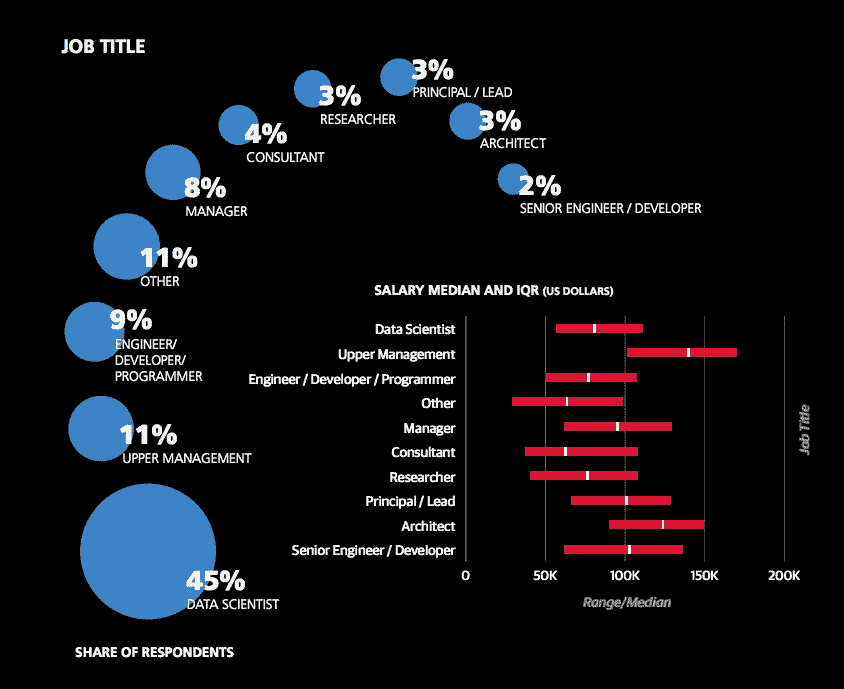 JOB TITLE
3%
PRINCIPAL / LEAD
3%
RESEARCHER
3%
ARCHITECT
4%
CONSULTANT
2%
SENIOR ENGINEER / DEVELOPER
8%
MANAGER
11%
OTHER
9%
ENGINEER/
DEVELOPER/
PROGRAMMER
11%
UPPER MANAGEMENT
45%
DATA SCIENTIST
SHARE OF RESPONDENTS
SALARY MEDIAN AND IQR (US DOLLARS)
Data Scientist
Upper Management
Engineer / Developer / Programmer
Other
Manager
Consultant
Researcher
Principal / Lead
Architect
Senior Engineer / Developer
0 50K 100K 150K 200K
Range/Median
Job Title